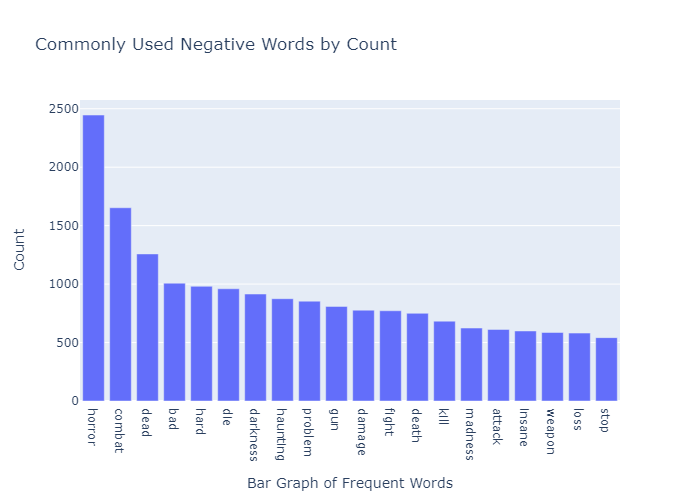 Commonly Used Negative Words by Count
Count
2500
2000
1500
1000
500
0
horror
combat
dead
bad
hard
die
darkness
haunting
problem
gun
damage
fight
death
kill
madness
attack
insane
weapon
loss
stop
Bar Graph of Frequent Words